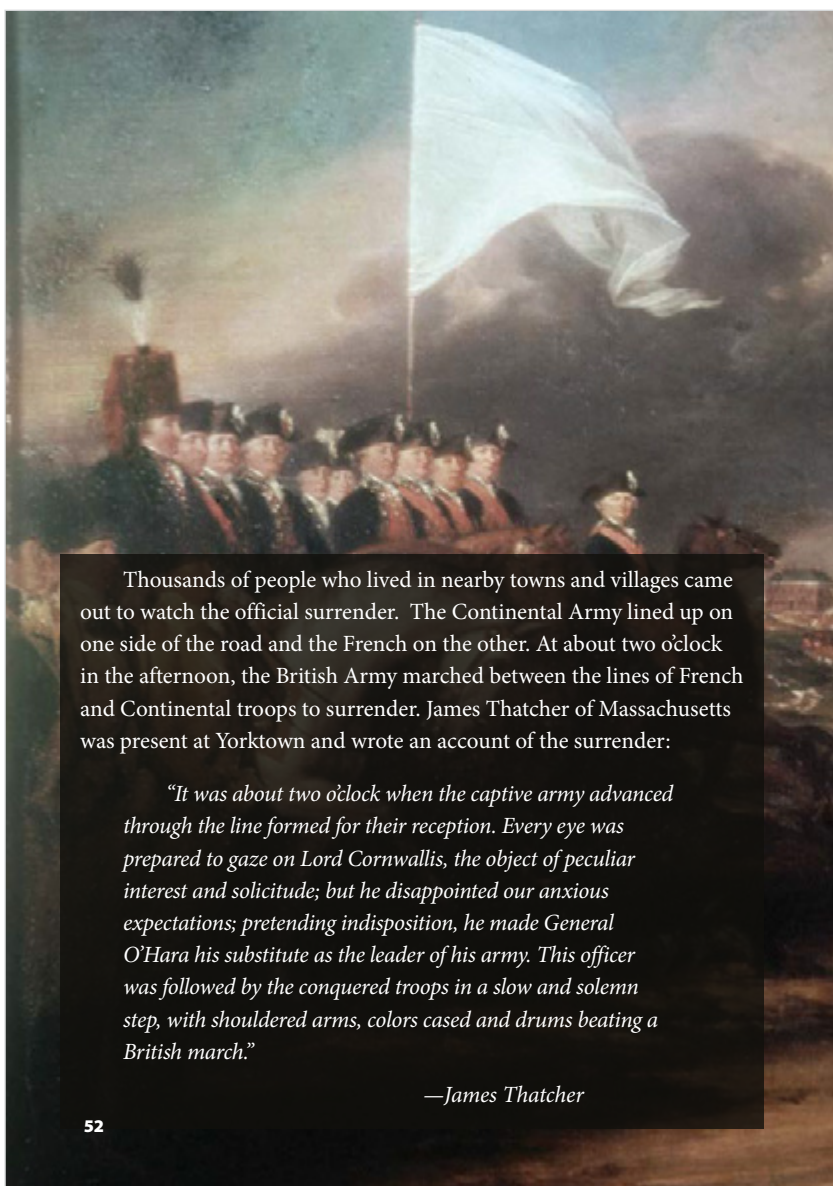 Thousands of people who lived in nearby towns and villages came
out to watch the official surrender.  The Continental Army lined up on
one side of the road and the French on the other. At about two o’clock
in the afternoon, the British Army marched between the lines of French
and Continental troops to surrender. James Thatcher of Massachusetts
was present at Yorktown and wrote an account of the surrender:
“It was about two o’clock when the captive army advanced
through the line formed for their reception. Every eye was
prepared to gaze on Lord Cornwallis, the object of peculiar
interest and solicitude; but he disappointed our anxious
expectations; pretending indisposition, he made General
O’Hara his substitute as the leader of his army. This officer
was followed by the conquered troops in a slow and solemn
step, with shouldered arms, colors cased and drums beating a
British march.”
—James Thatcher
52